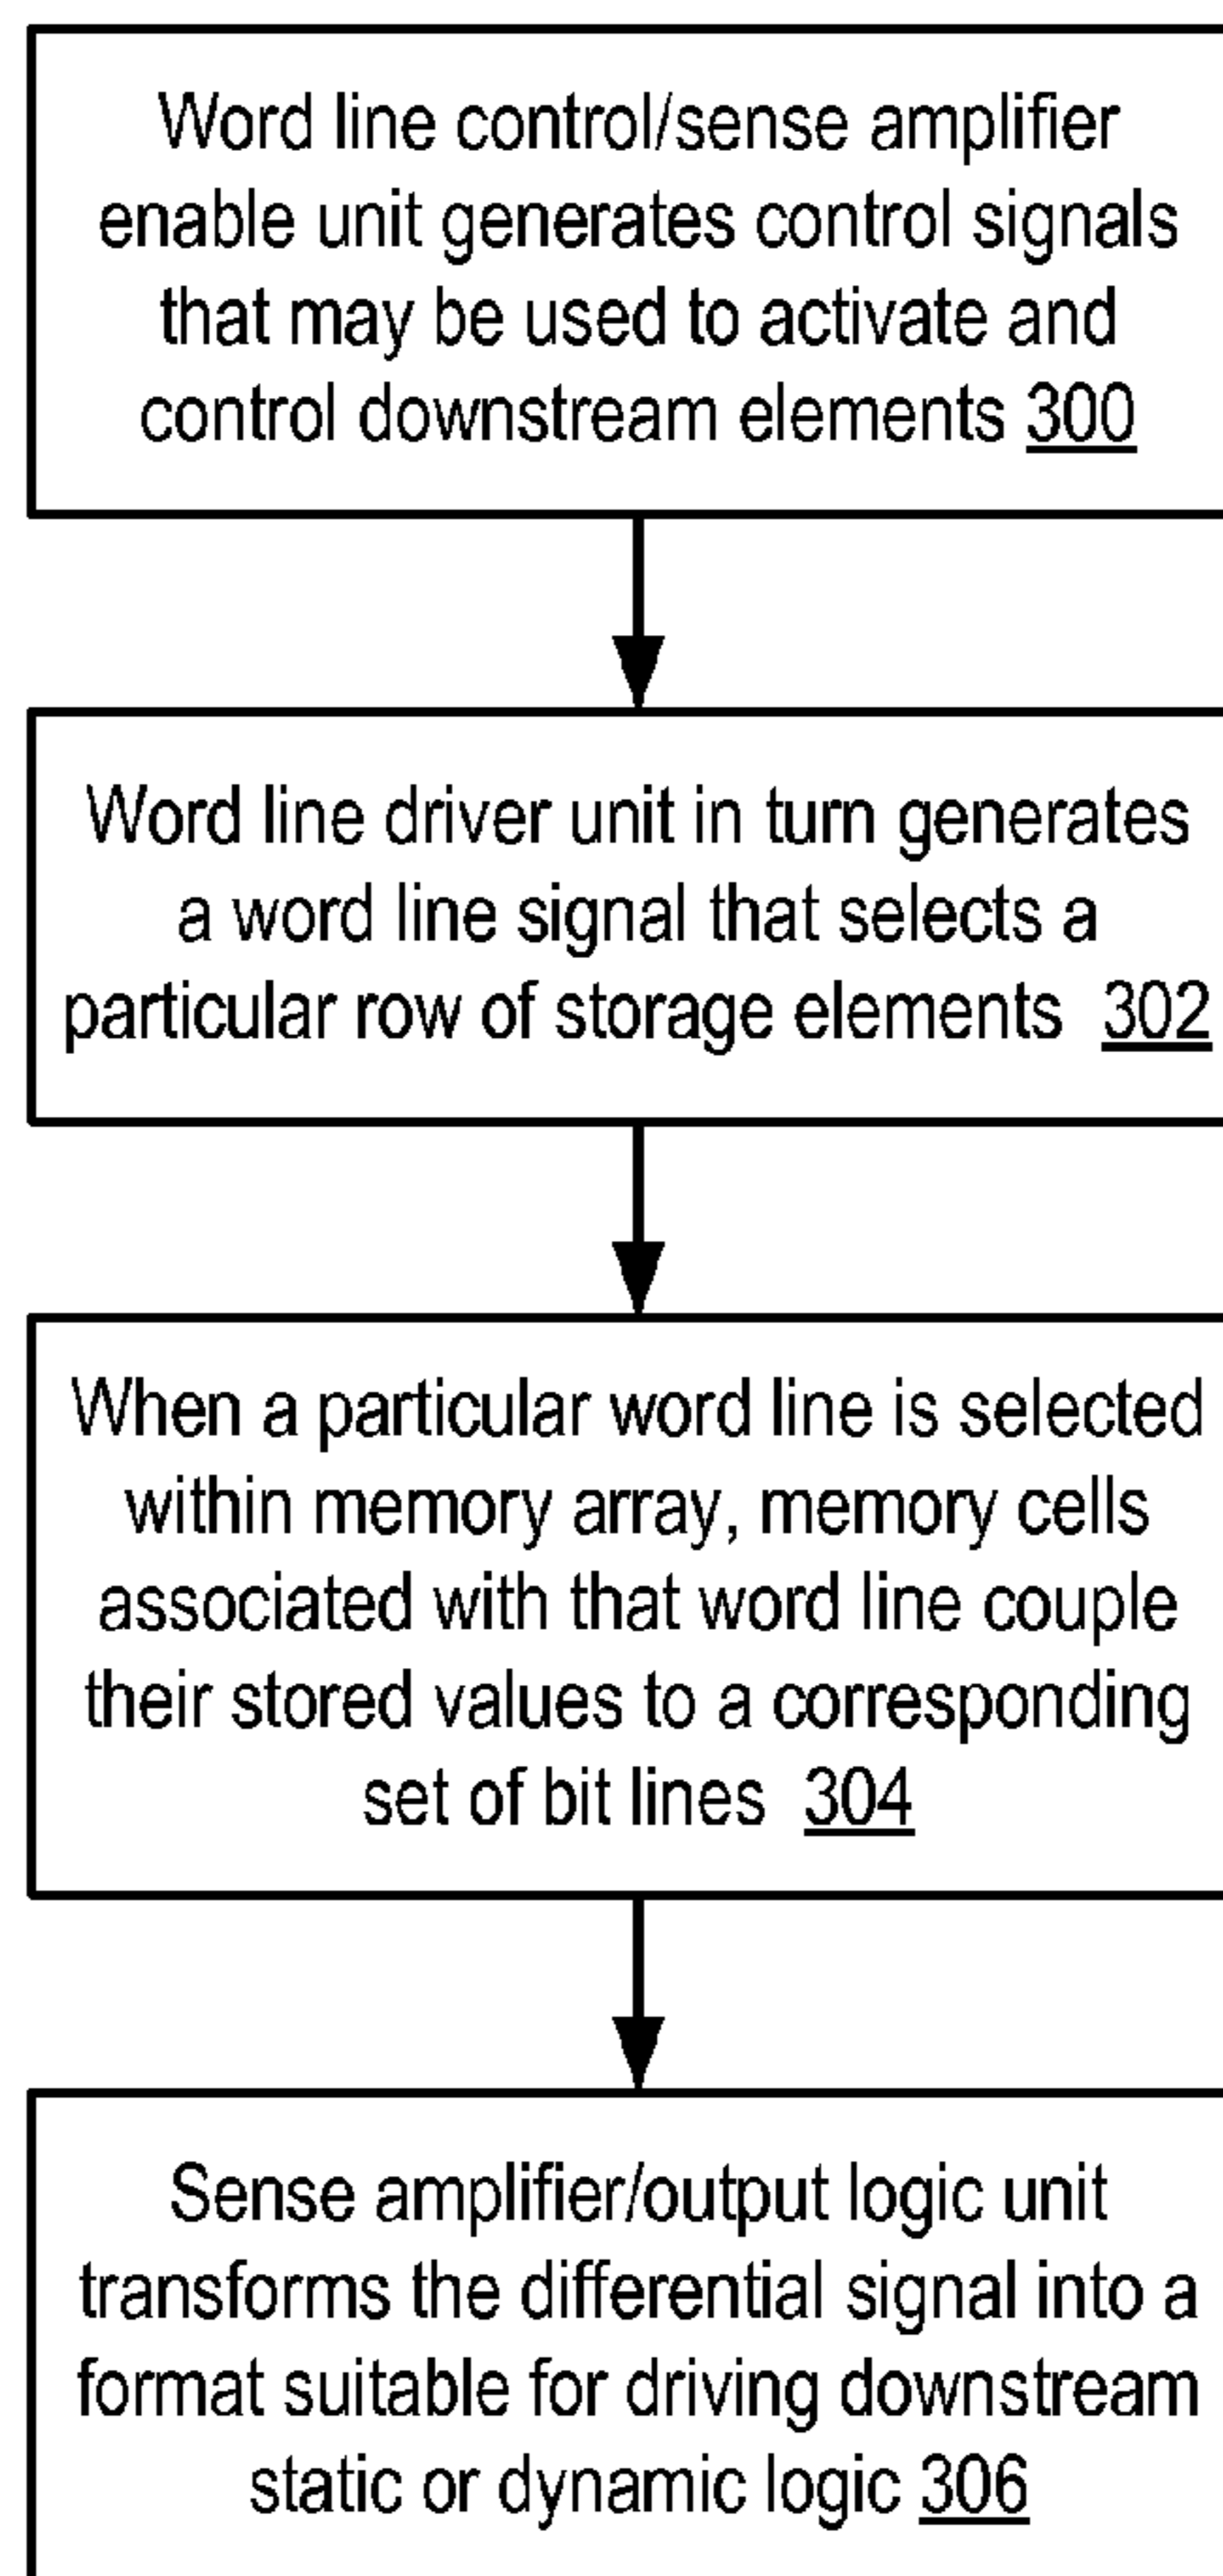 Word line control/sense amplifier
enable unit generates control signals
that may be used to activate and
control downstream elements 300
Word line driver unit in turn generates
a word line signal that selects a
particular row of storage elements 302
When a particular word line is selected
within memory array, memory cells
associated with that word line couple
their stored values to a corresponding
set of bit lines 304
Sense amplifier/output logic unit
transforms the differential signal into a
format suitable for driving downstream
static or dynamic logic 306